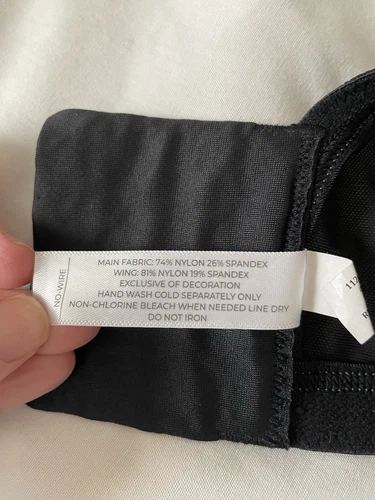 NO-WIRE
MAIN FABRIC: 74% NYLON 26% SPANDEX
WING: 81% NYLON 19% SPANDEX
EXCLUSIVE OF DECORATION
HAND WASH COLD SEPARATELY ONLY
NON-CHLORINE BLEACH WHEN NEEDED LINE DRY
DO NOT IRON